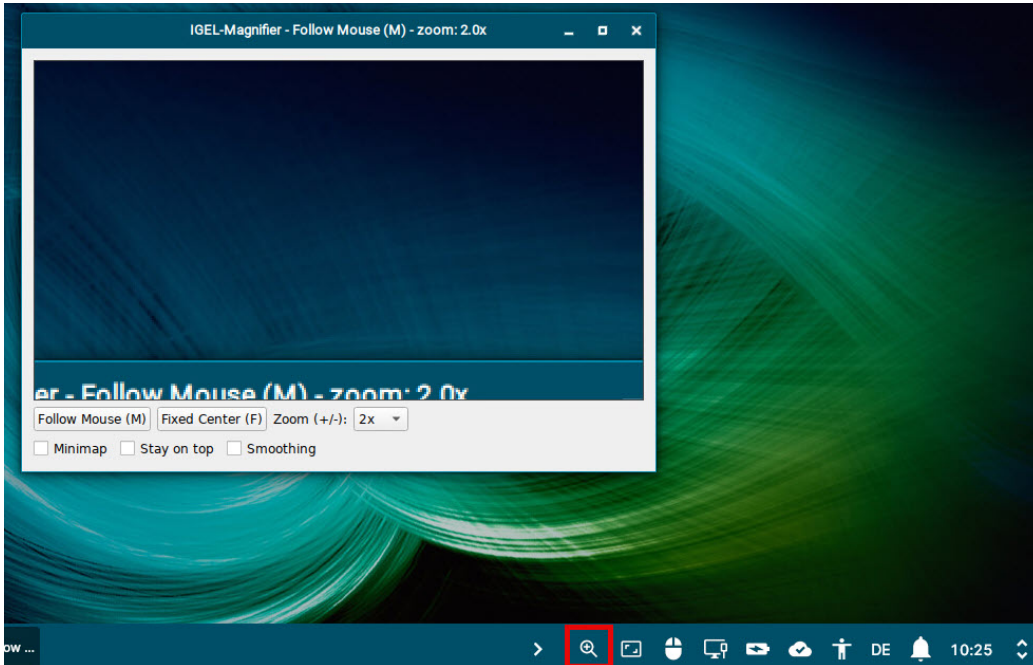 IGEL-Magnifier - Follow Mouse (M) - zoom: 2.0x
er - Follow Mouse (M) - zoom: 2.0x
Follow Mouse (M) Fixed Center (F) Zoom (+/-): 2x
Minimap Stay on top Smoothing
ow ... DE 10:25